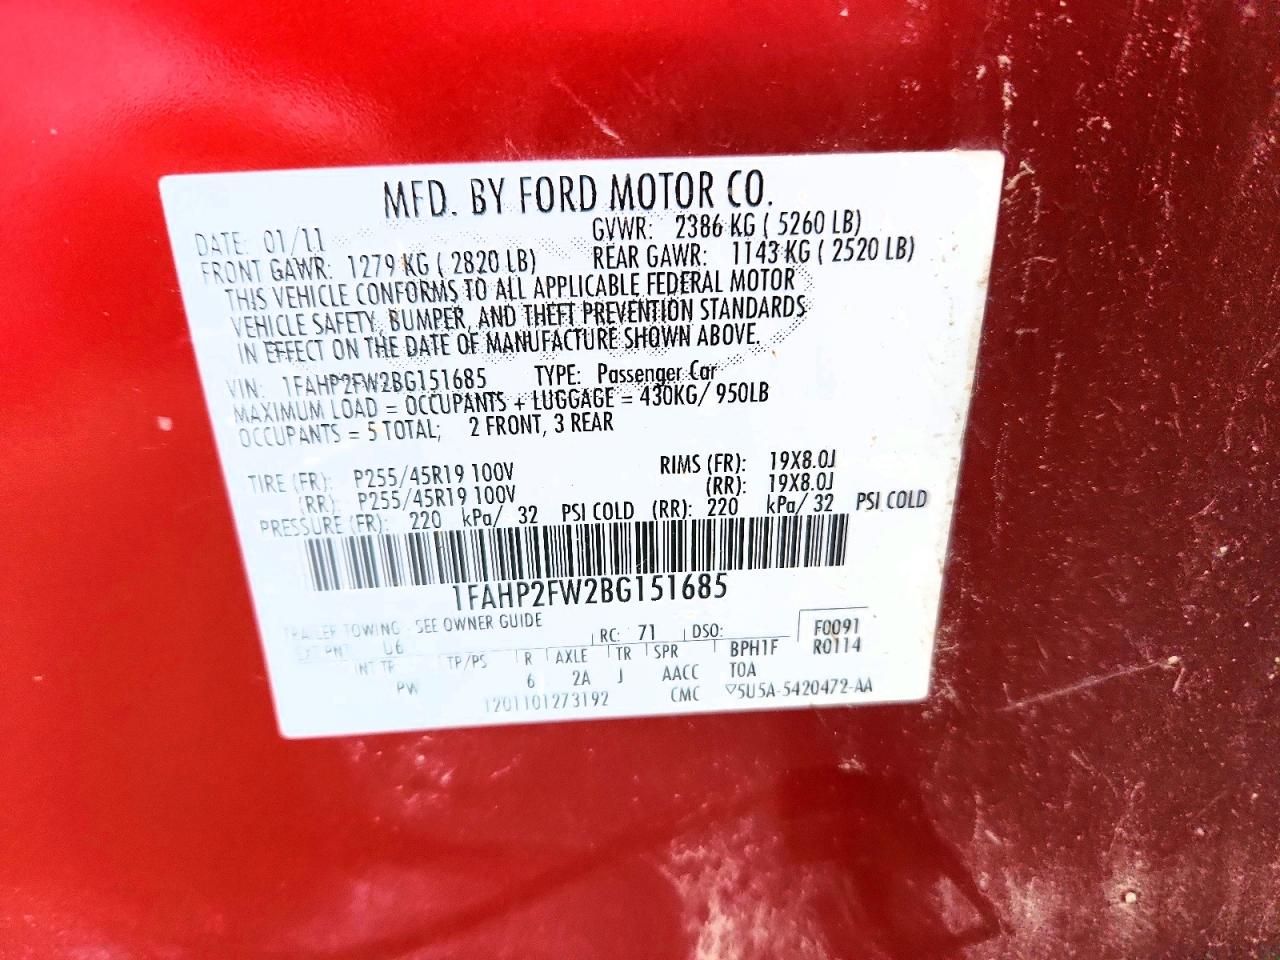 MFD. BY FORD MOTOR CO.
DATE: 01/11 GVWR: 2386 KG ( 5260 LB)
FRONT GAWR: 1279 KG ( 2820 LB) REAR GAWR: 1143 KG ( 2520 LB)
THIS VEHICLE CONFORMS TO ALL APPLICABLE FEDERAL MOTOR
VEHICLE SAFETY, BUMPER, AND THEFT PREVENTION STANDARDS
IN EFFECT ON THE DATE OF MANUFACTURE SHOWN ABOVE.
VIN: 1FAHP2FW2BG151685 TYPE: Passenger Car
MAXIMUM LOAD = OCCUPANTS + LUGGAGE = 430KG/ 950LB
OCCUPANTS = 5 TOTAL; 2 FRONT, 3 REAR
TIRE (FR): P255/45R19 100V RIMS (FR): 19X8.0J
(RR): P255/45R19 100V (RR): 19X8.0J
PRESSURE (FR): 220 kPa/ 32 PSI COLD (RR): 220 kPa/ 32 PSI COLD
1FAHP2FW2BG151685
TRAILER TOWING - SEE OWNER GUIDE
EXT PNT U6 RC: 71 DSO: F0091
R0114
INT TR TP/PS R AXLE TR SPR BPH1F
PW 6 2A J AACC TOA
1201101273192 CMC ▽5U5A-5420472-AA